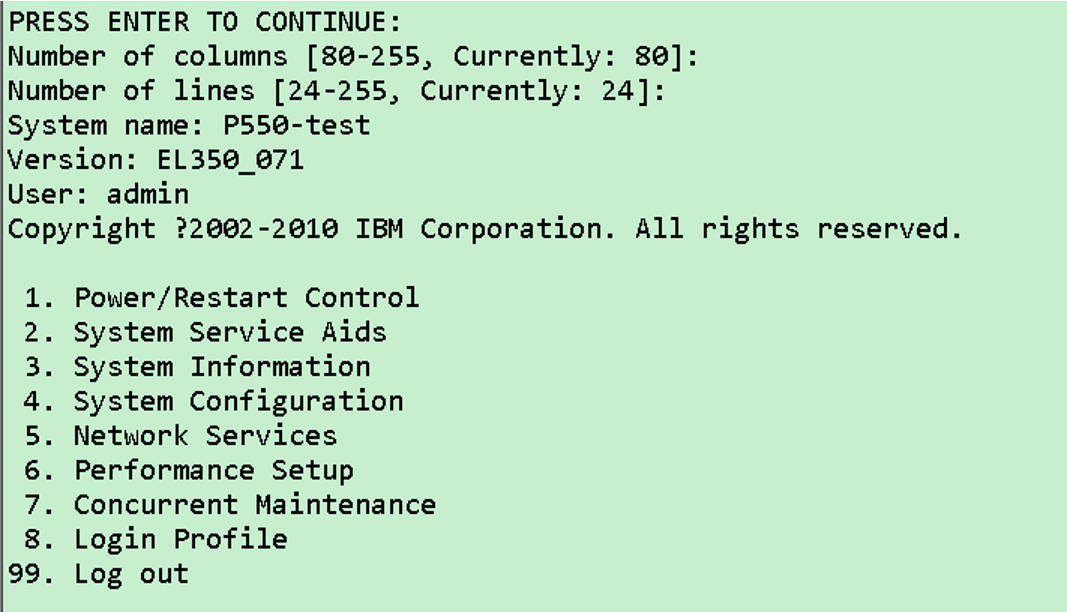 PRESS ENTER TO CONTINUE:
Number of columns [80-255, Currently: 80]:
Number of lines [24-255, Currently: 24]:
System name: P550-test
Version: EL350_071
User: admin
Copyright ?2002-2010 IBM Corporation. All rights reserved.
1. Power/Restart Control
2. System Service Aids
3. System Information
4. System Configuration
5. Network Services
6. Performance Setup
7. Concurrent Maintenance
8. Login Profile
99. Log out